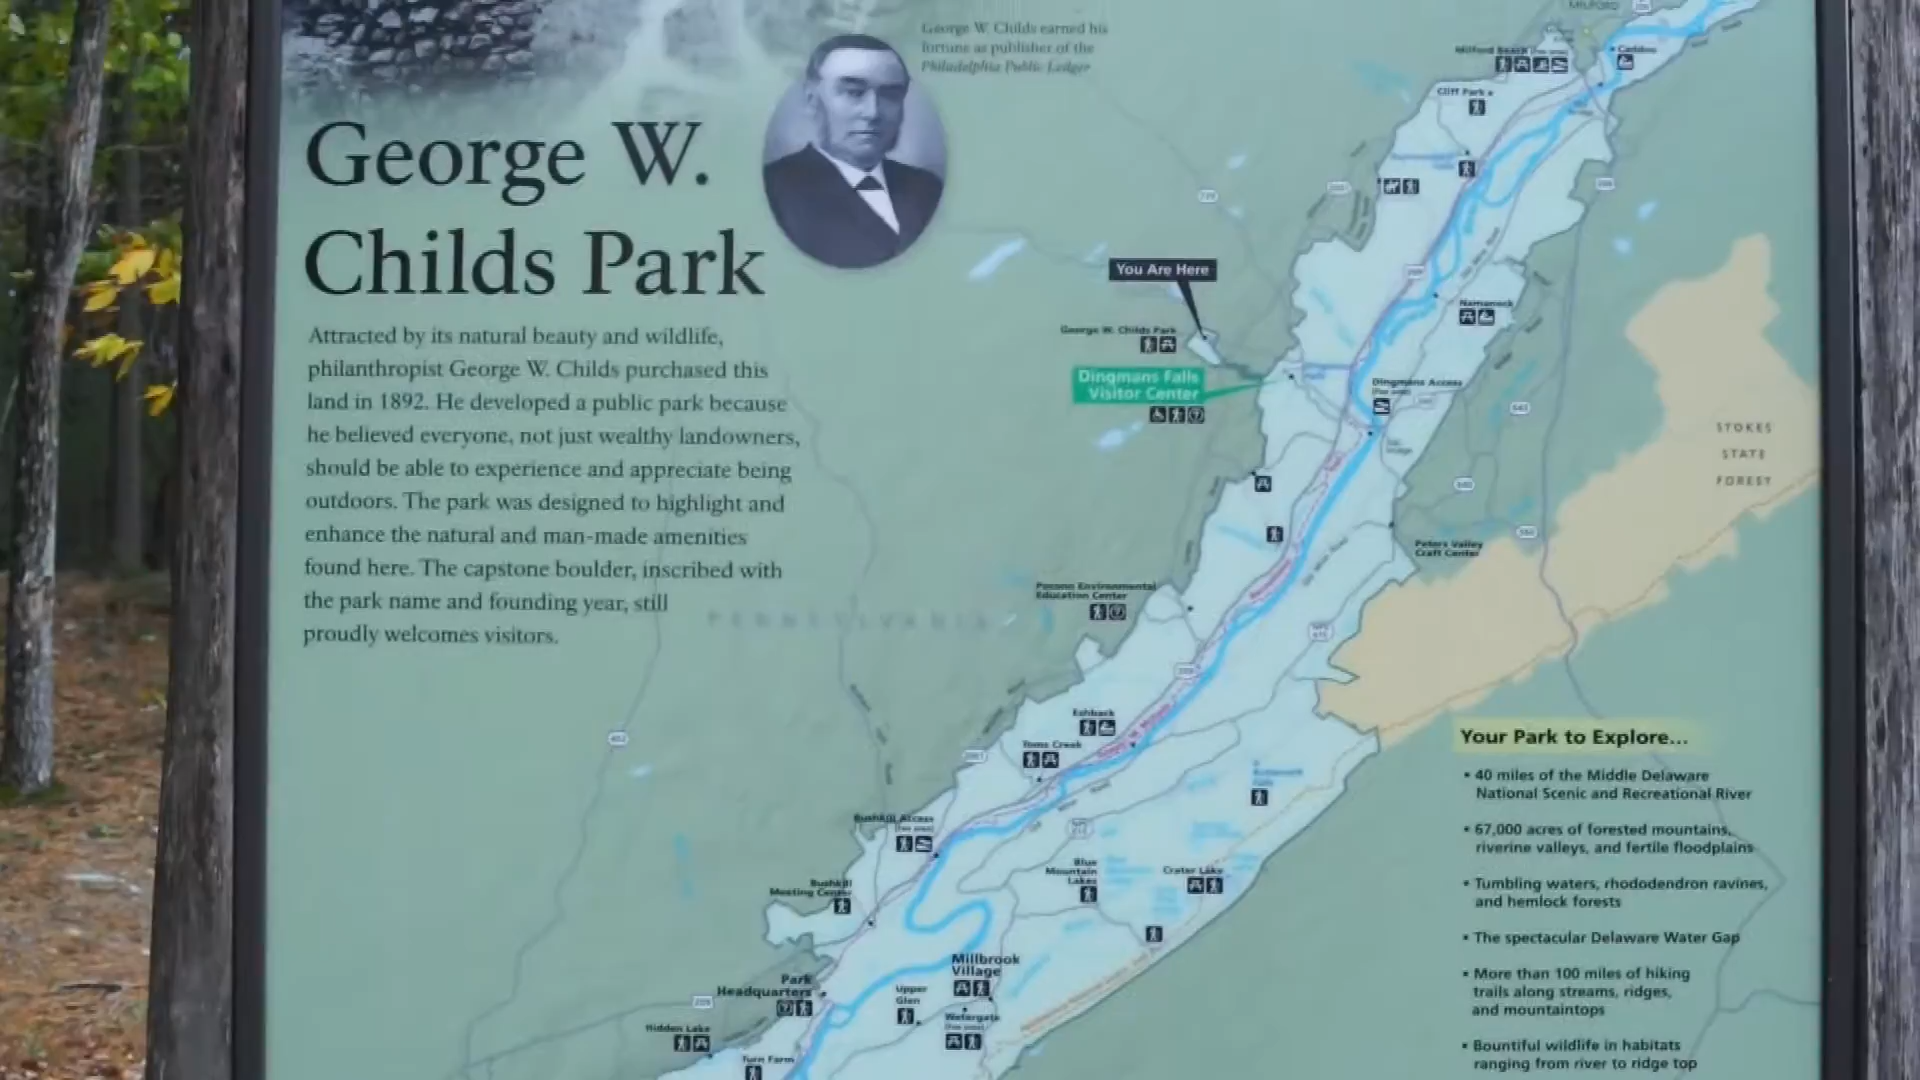 George W. Childs earned his
fortune as publisher of the
Philadelphia Public Ledger
George W.
Childs Park
Attracted by its natural beauty and wildlife,
philanthropist George W. Childs purchased this
land in 1892. He developed a public park because
he believed everyone, not just wealthy landowners,
should be able to experience and appreciate being
outdoors. The park was designed to highlight and
enhance the natural and man-made amenities
found here. The capstone boulder, inscribed with
the park name and founding year, still
proudly welcomes visitors.
MILFORD
Milford Beach
Caddoo
Cliff Park
You Are Here
George W. Childs Park
Dingmans Falls
Visitor Center
209
Namanock
Dingmans Access
STOKES
STATE
FOREST
Peters Valley
Craft Center
Pocono Environmental
Education Center
PENNSYLVANIA
402
Eshback
Toms Creek
Bushkill Access
Bushkill
Meeting Center
Blue
Mountain
Lakes
Crater Lake
Millbrook
Village
Park
Headquarters
Upper
Glen
Watergate
209
Hidden Lake
Turn Farm
Your Park to Explore...
• 40 miles of the Middle Delaware
National Scenic and Recreational River
• 67,000 acres of forested mountains,
riverine valleys, and fertile floodplains
• Tumbling waters, rhododendron ravines,
and hemlock forests
• The spectacular Delaware Water Gap
• More than 100 miles of hiking
trails along streams, ridges,
and mountaintops
• Bountiful wildlife in habitats
ranging from river to ridge top